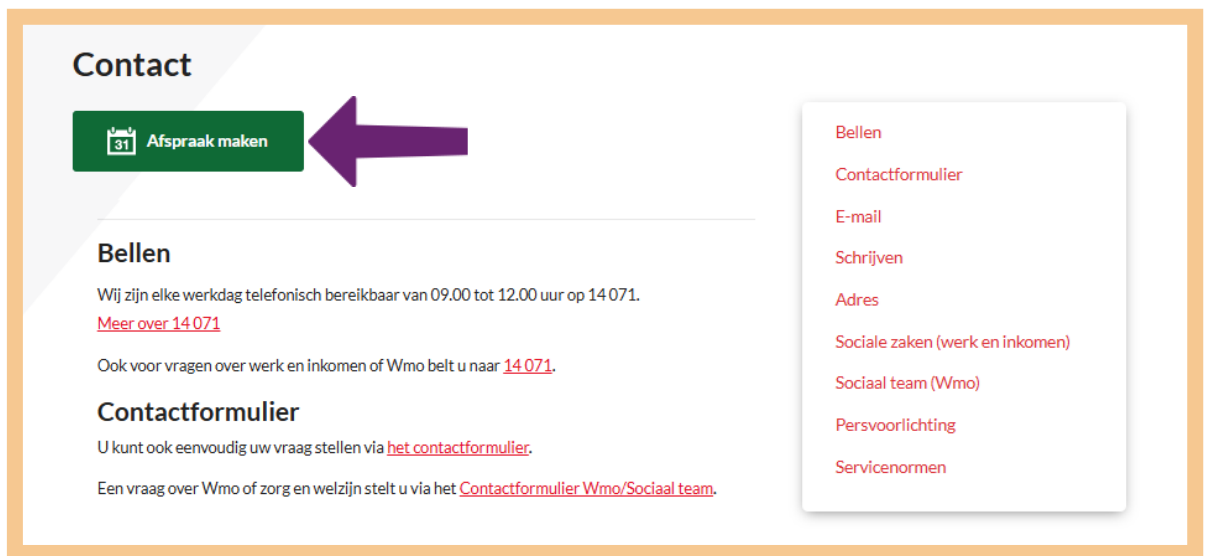 Contact
31 Afspraak maken
Bellen
Wij zijn elke werkdag telefonisch bereikbaar van 09.00 tot 12.00 uur op 14 071.
Meer over 14 071
Ook voor vragen over werk en inkomen of Wmo belt u naar 14 071.
Contactformulier
U kunt ook eenvoudig uw vraag stellen via het contactformulier.
Een vraag over Wmo of zorg en welzijn stelt u via het Contactformulier Wmo/Sociaal team.
Bellen
Contactformulier
E-mail
Schrijven
Adres
Sociale zaken (werk en inkomen)
Sociaal team (Wmo)
Persvoorlichting
Servicenormen